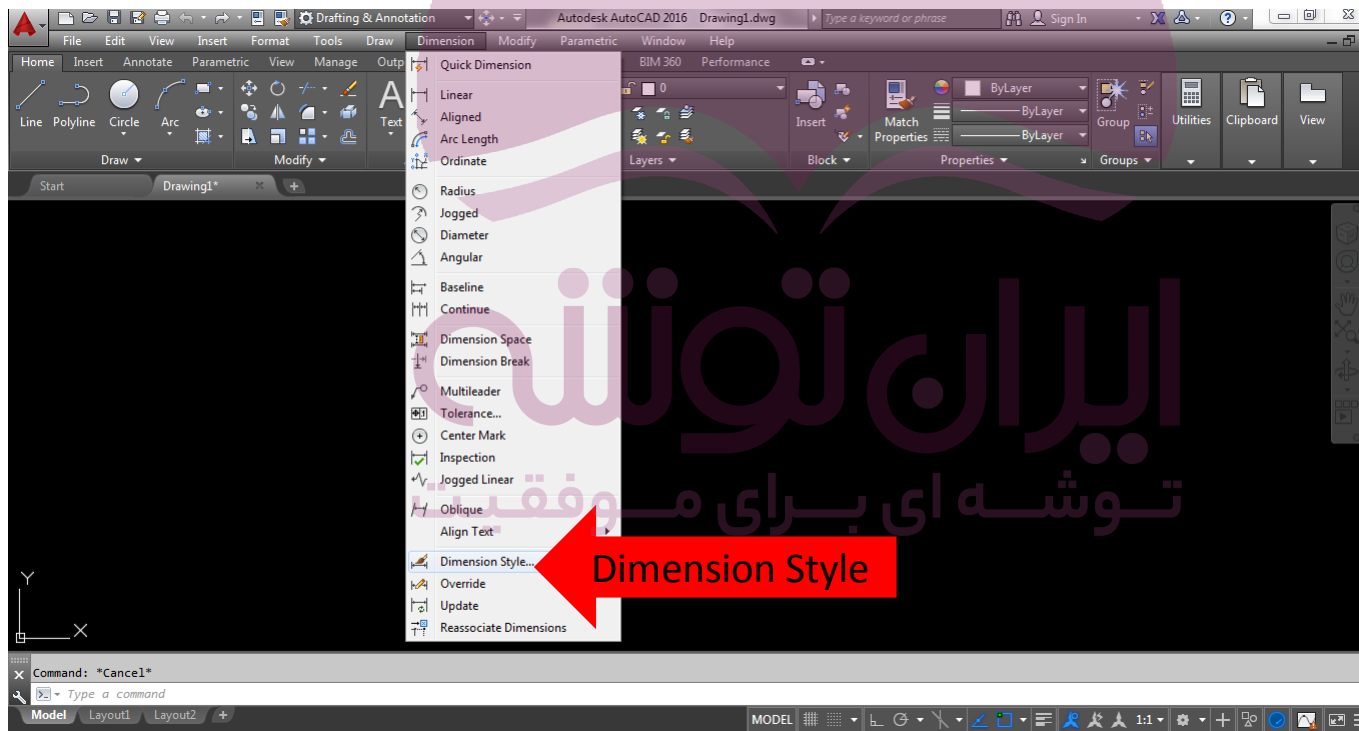 Drafting & Annotation Autodesk AutoCAD 2016 Drawing1.dwg Type a keyword or phrase Sign In
File Edit View Insert Format Tools Draw Dimension Modify Parametric Window Help
Home Insert Annotate Parametric View Manage Outp BIM 360 Performance
Line Polyline Circle Arc Text 0 Insert Match Properties ByLayer ByLayer ByLayer Group Utilities Clipboard View
Draw Modify Layers Block Properties Groups
Start Drawing1* +
Quick Dimension
Linear
Aligned
Arc Length
Ordinate
Radius
Jogged
Diameter
Angular
Baseline
Continue
Dimension Space
Dimension Break
Multileader
Tolerance...
Center Mark
Inspection
Jogged Linear
Oblique
Align Text
Dimension Style...
Override
Update
Reassociate Dimensions
Dimension Style
ایران توشه
توشه ای برای موفقیت
Y
X
Command: *Cancel*
Type a command
Model Layout1 Layout2 +
MODEL 1:1